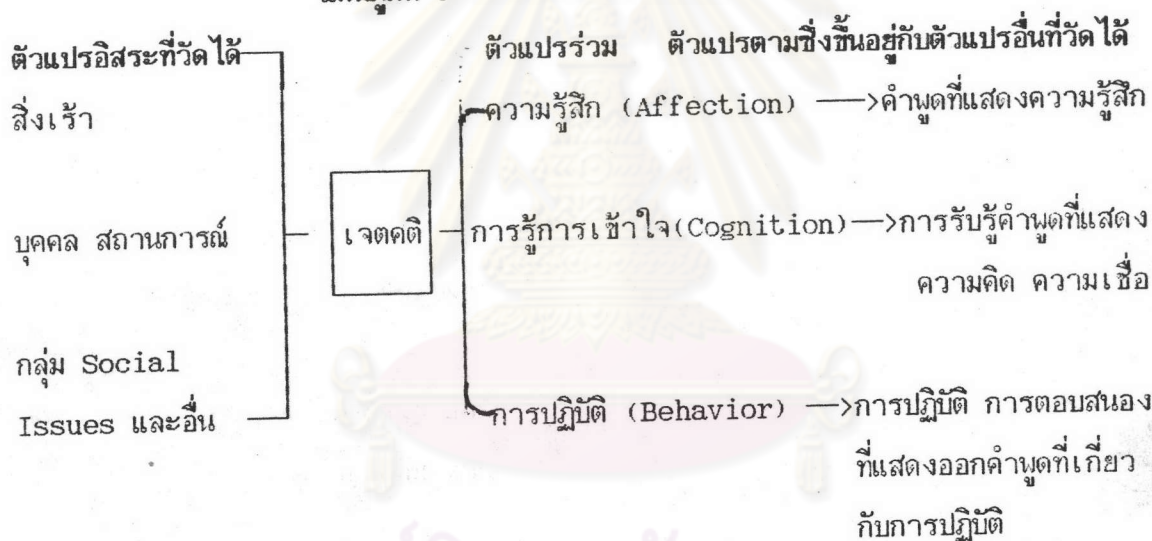 ตัวแปรอิสระที่วัดได้ ตัวแปรร่วม ตัวแปรตามซึ่งขึ้นอยู่กับตัวแปรอื่นที่วัดได้
สิ่งเร้า ความรู้สึก (Affection) —>คำพูดที่แสดงความรู้สึก
บุคคล สถานการณ์ เจตคติ การรู้การเข้าใจ(Cognition) —>การรับรู้คำพูดที่แสดง
ความคิด ความเชื่อ
กลุ่ม Social
Issues และอื่น การปฏิบัติ (Behavior) —>การปฏิบัติ การตอบสนอง
ที่แสดงออกคำพูดที่เกี่ยว
กับการปฏิบัติ